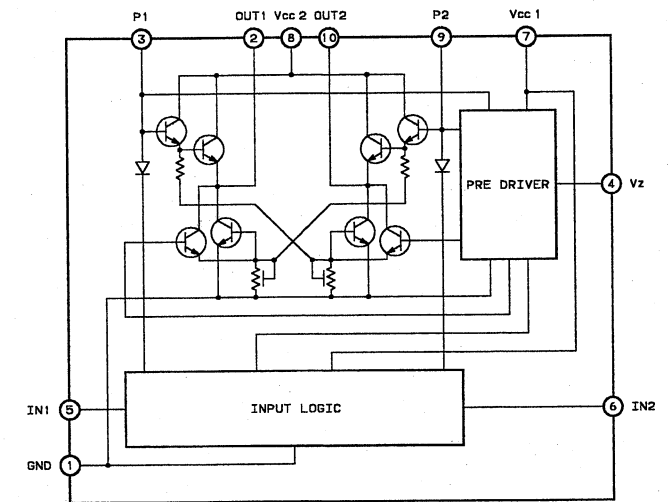 P1 OUT1 Vcc 2 OUT2 P2 Vcc 1
3 2 8 10 9 7
PRE DRIVER
4 Vz
IN1 5
INPUT LOGIC
6 IN2
GND 1